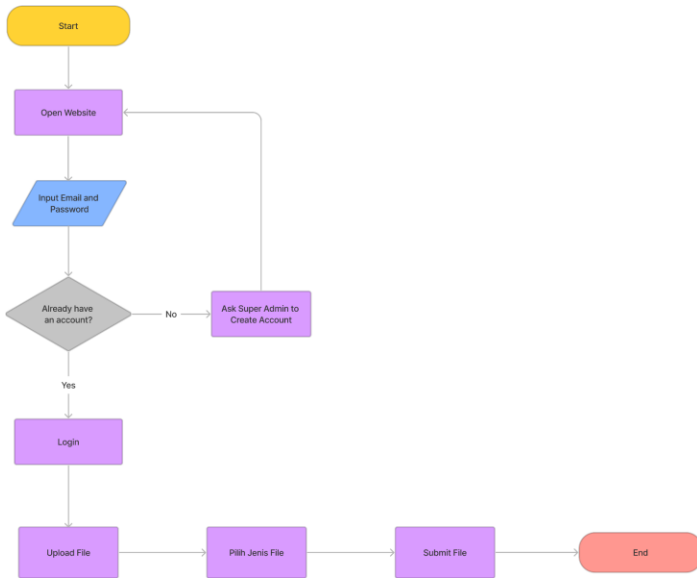 Start
Open Website
Input Email and
Password
Already have
an account?
No
Ask Super Admin to
Create Account
Yes
Login
Upload File
Pilih Jenis File
Submit File
End